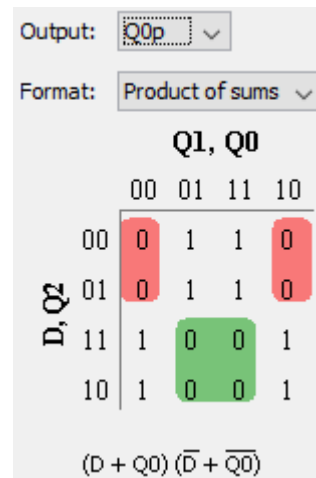 Output: Q0p
Format: Product of sums
Q1, Q0
00 01 11 10
D, Q2
00 0 1 1 0
01 0 1 1 0
11 1 0 0 1
10 1 0 0 1
(D + Q0) (D̅ + Q̅0̅)